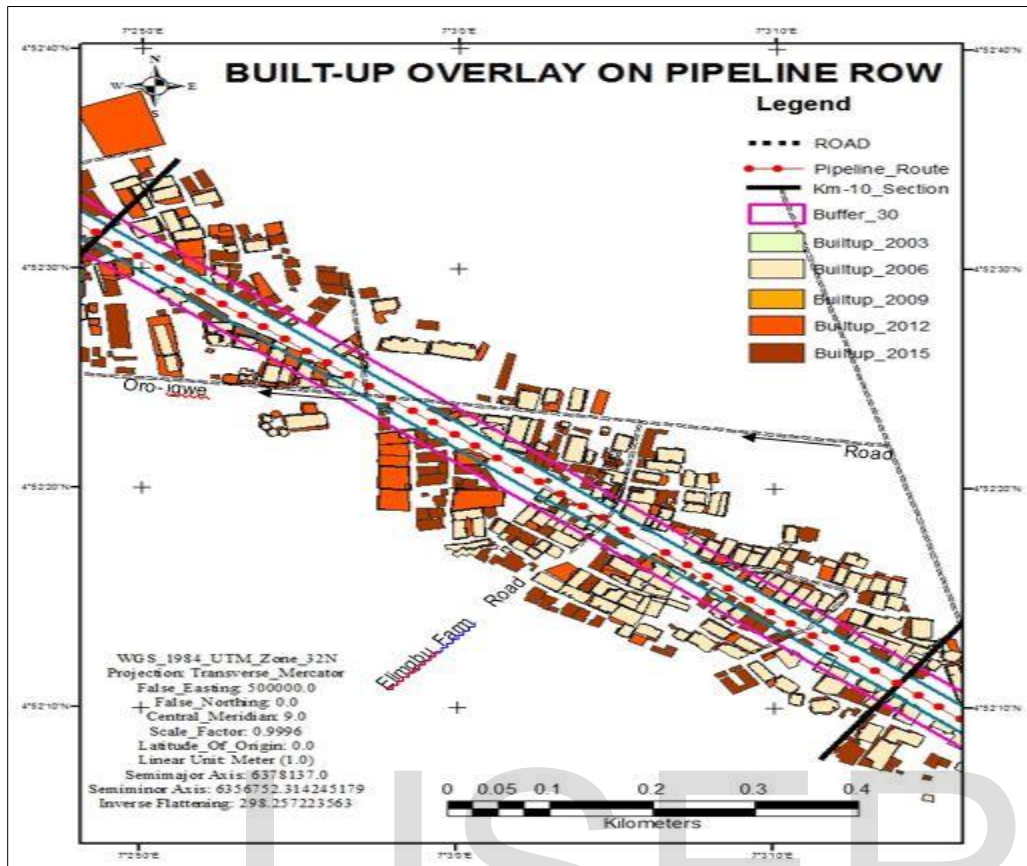 7°2'50"E 7°3'0"E 7°3'10"E
4°52'40"N 4°52'40"N
N
W E
S
BUILT-UP OVERLAY ON PIPELINE ROW
Legend
ROAD
Pipeline_Route
Km-10_Section
Buffer_30
Builtup_2003
Builtup_2006
Builtup_2009
Builtup_2012
Builtup_2015
4°52'30"N 4°52'30"N
Oro-igwe
Road
4°52'20"N 4°52'20"N
Road
Elimgbu Farm
4°52'10"N 4°52'10"N
WGS_1984_UTM_Zone_32N
Projection: Transverse_Mercator
False_Easting: 500000.0
False_Northing: 0.0
Central_Meridian: 9.0
Scale_Factor: 0.9996
Latitude_Of_Origin: 0.0
Linear Unit: Meter (1.0)
Semimajor Axis: 6378137.0
Semiminor Axis: 6356752.314245179
Inverse Flattening: 298.257223563
0 0.05 0.1 0.2 0.3 0.4
Kilometers
7°2'50"E 7°3'0"E 7°3'10"E